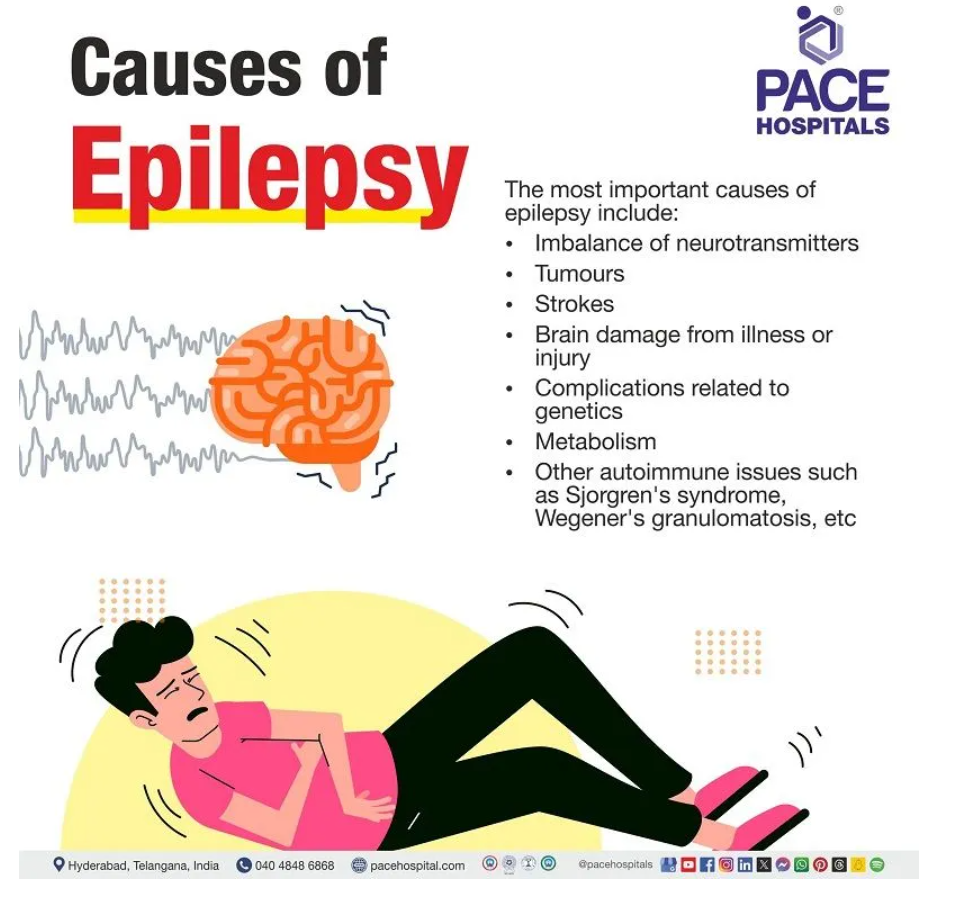 Causes of
Epilepsy
®
PACE
HOSPITALS
The most important causes of
epilepsy include:
• Imbalance of neurotransmitters
• Tumours
• Strokes
• Brain damage from illness or
injury
• Complications related to
genetics
• Metabolism
• Other autoimmune issues such
as Sjorgren's syndrome,
Wegener's granulomatosis, etc
Hyderabad, Telangana, India 040 4848 6868 pacehospital.com @pacehospitals